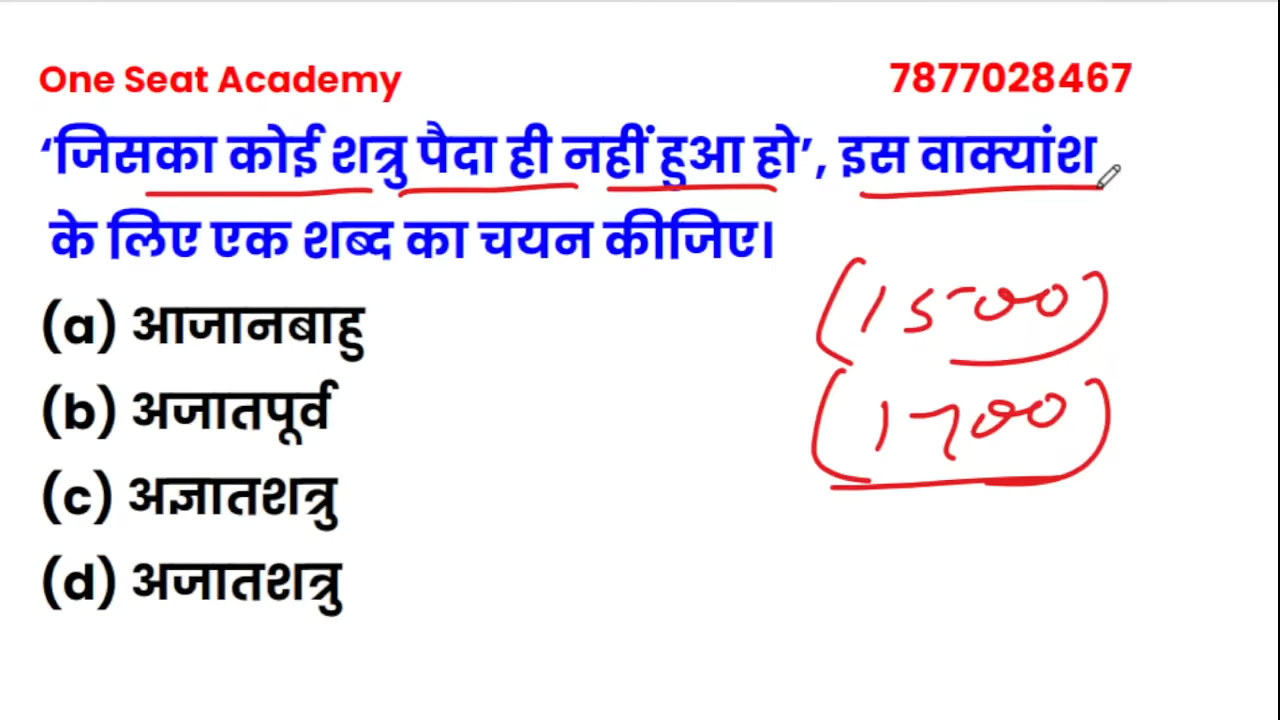 One Seat Academy 7877028467
‘जिसका कोई शत्रु पैदा ही नहीं हुआ हो’, इस वाक्यांश
के लिए एक शब्द का चयन कीजिए।
(1500)
(a) आजानबाहु
(1700)
(b) अजातपूर्व
(c) अज्ञातशत्रु
(d) अजातशत्रु